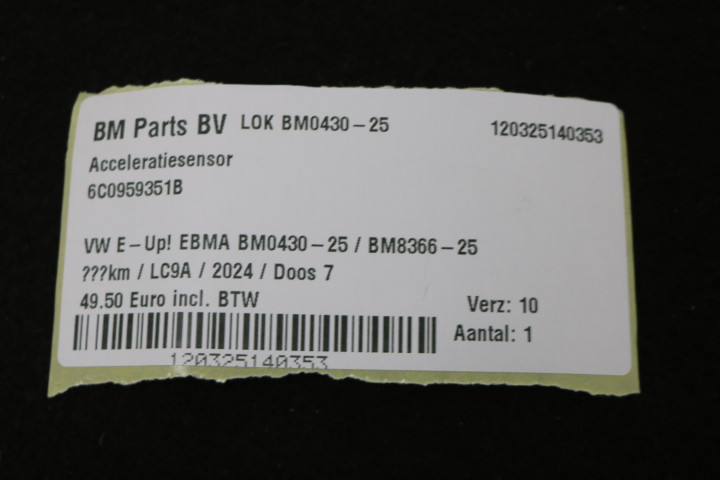 BM Parts BV LOK BM0430-25 120325140353
Acceleratiesensor
6C0959351B
VW E-Up! EBMA BM0430-25 / BM8366-25
???km / LC9A / 2024 / Doos 7
49.50 Euro incl. BTW Verz: 10
Aantal: 1
120325140353